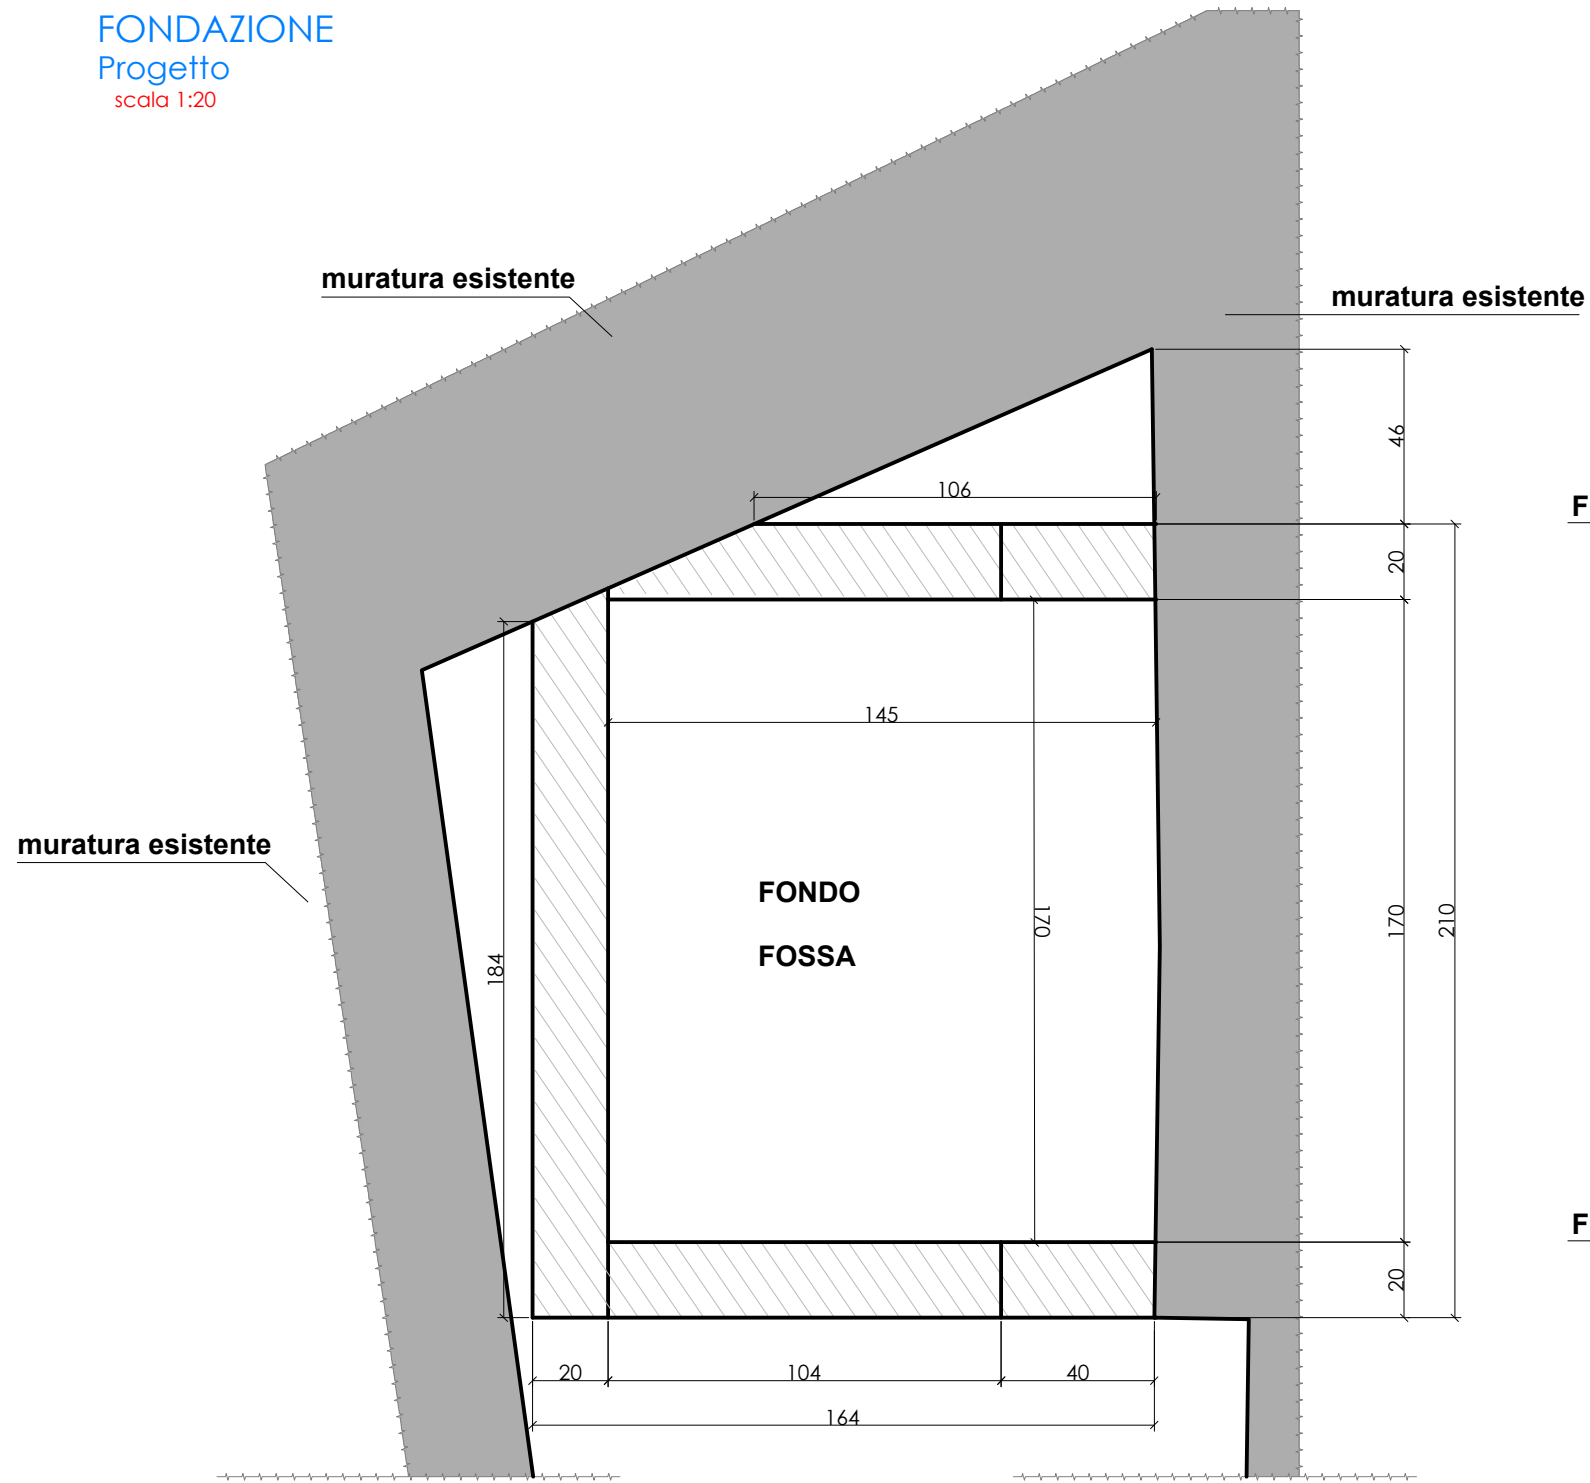 FONDAZIONE
Progetto
scala 1:20
muratura esistente
muratura esistente
46
106
F
20
145
muratura esistente
FONDO
FOSSA
170
170
210
184
F
20
20
104
40
164